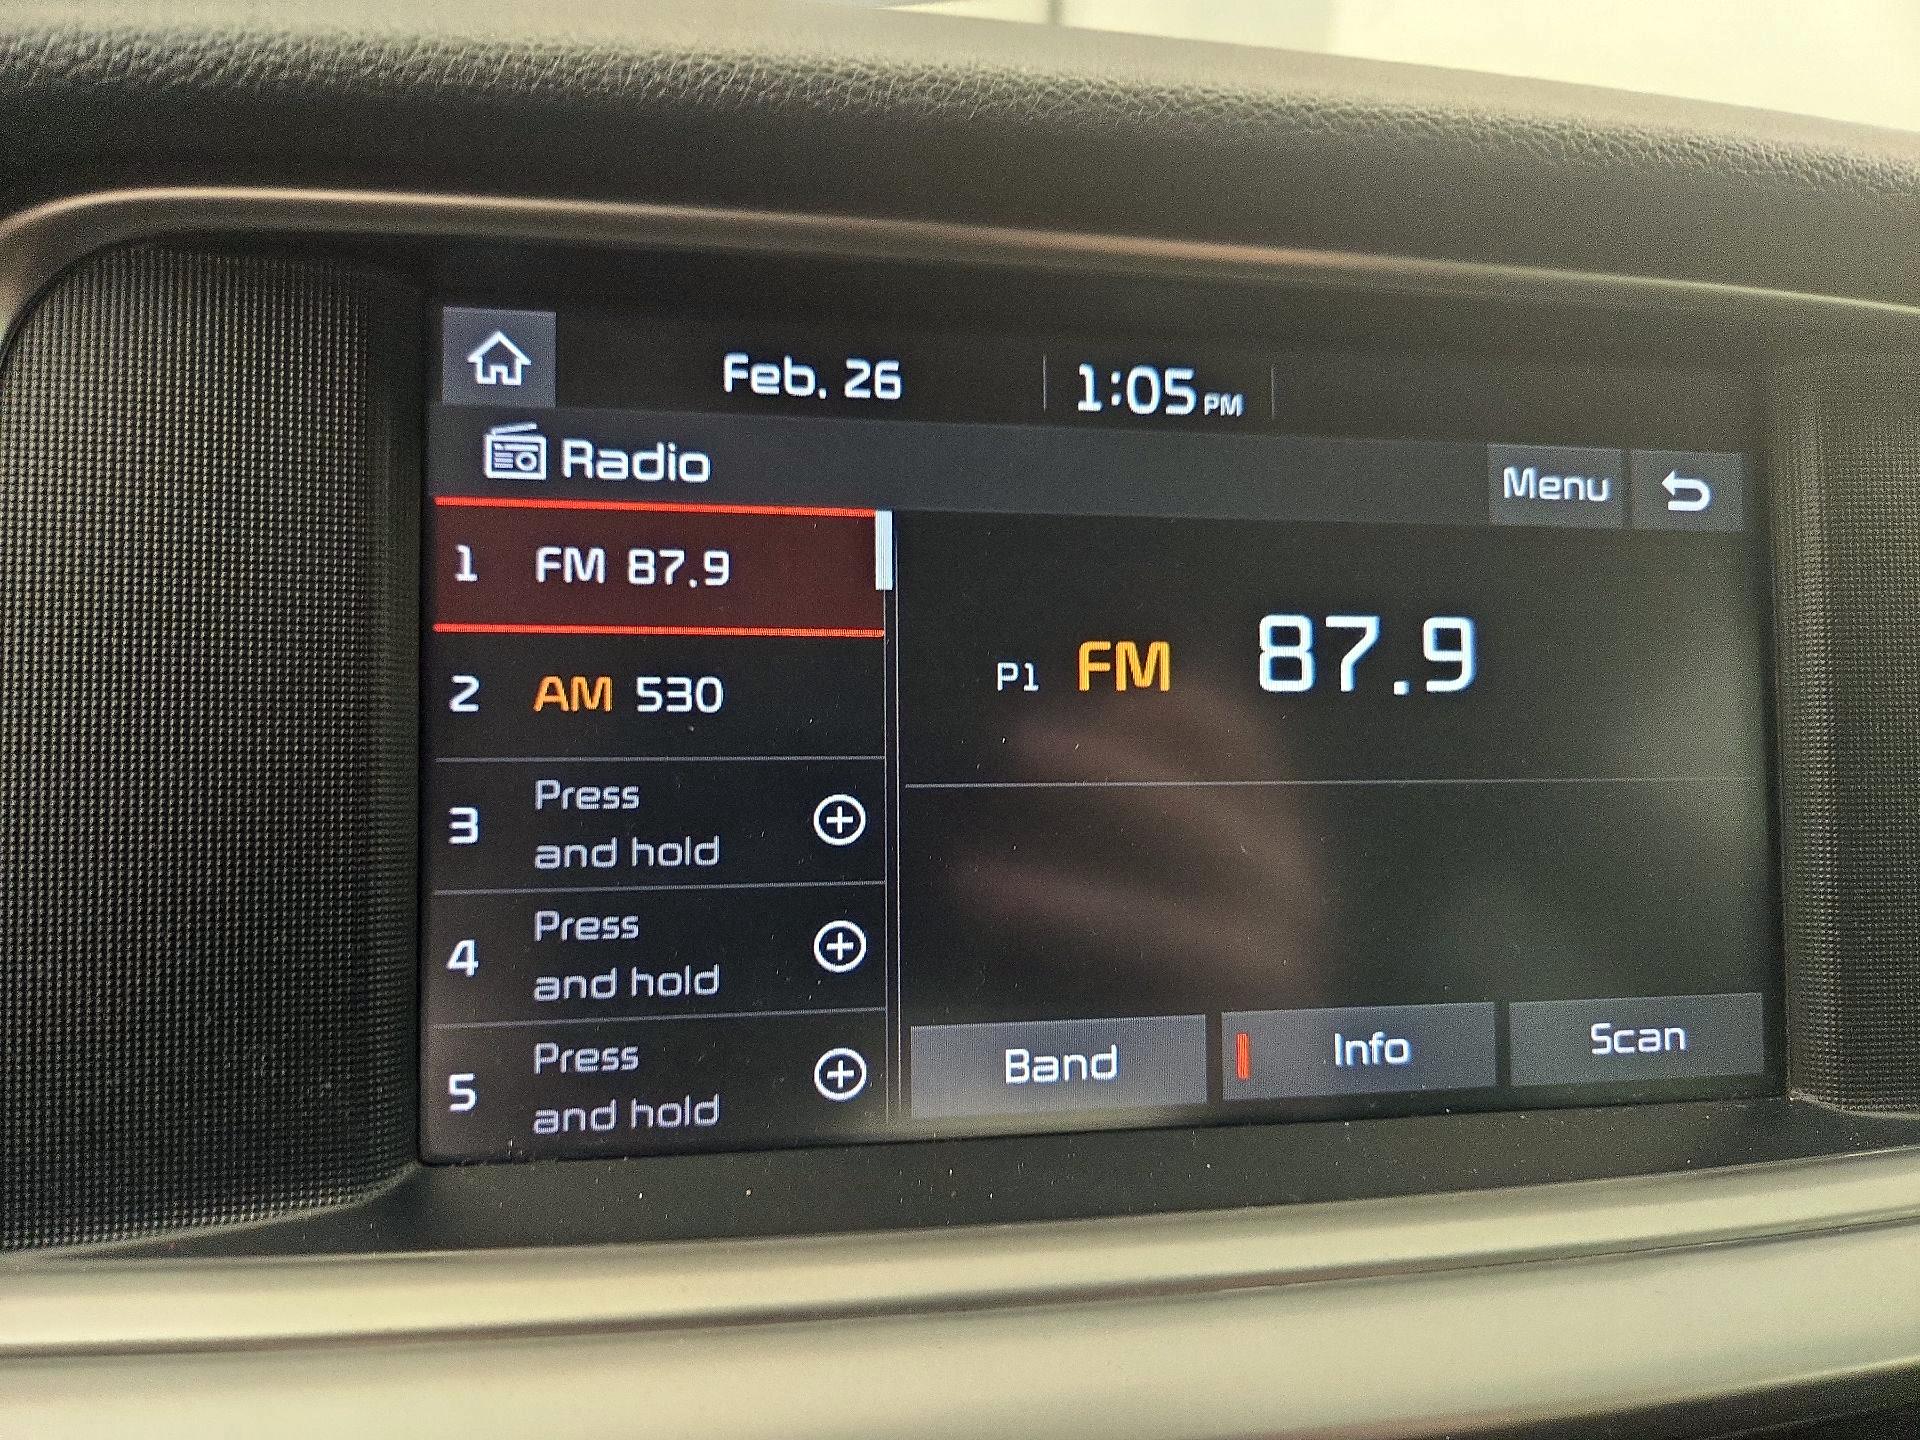 Feb. 26 1:05 PM
Radio
Menu
1 FM 87.9
2 AM 530
3 Press
and hold
4 Press
and hold
5 Press
and hold
P1 FM 87.9
Band Info Scan